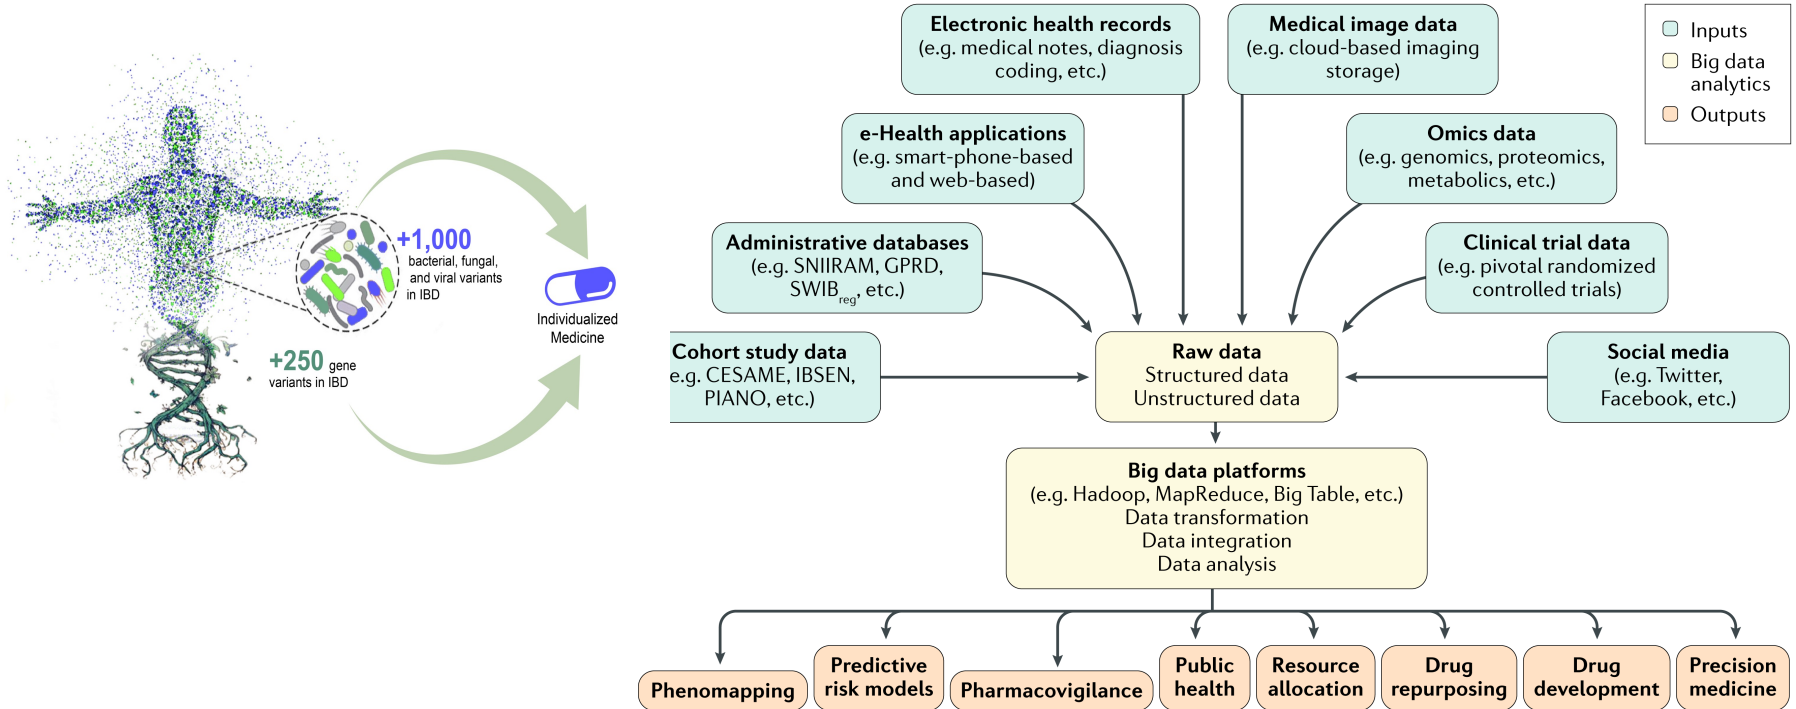 +1,000
bacterial, fungal,
and viral variants
in IBD
+250 gene
variants in IBD
Individualized
Medicine
Electronic health records
(e.g. medical notes, diagnosis
coding, etc.)
Medical image data
(e.g. cloud-based imaging
storage)
Inputs
Big data
analytics
Outputs
e-Health applications
(e.g. smart-phone-based
and web-based)
Omics data
(e.g. genomics, proteomics,
metabolics, etc.)
Administrative databases
(e.g. SNIIRAM, GPRD,
SWIBreg, etc.)
Clinical trial data
(e.g. pivotal randomized
controlled trials)
Cohort study data
e.g. CESAME, IBSEN,
PIANO, etc.)
Raw data
Structured data
Unstructured data
Social media
(e.g. Twitter,
Facebook, etc.)
Big data platforms
(e.g. Hadoop, MapReduce, Big Table, etc.)
Data transformation
Data integration
Data analysis
Phenomapping
Predictive
risk models
Pharmacovigilance
Public
health
Resource
allocation
Drug
repurposing
Drug
development
Precision
medicine